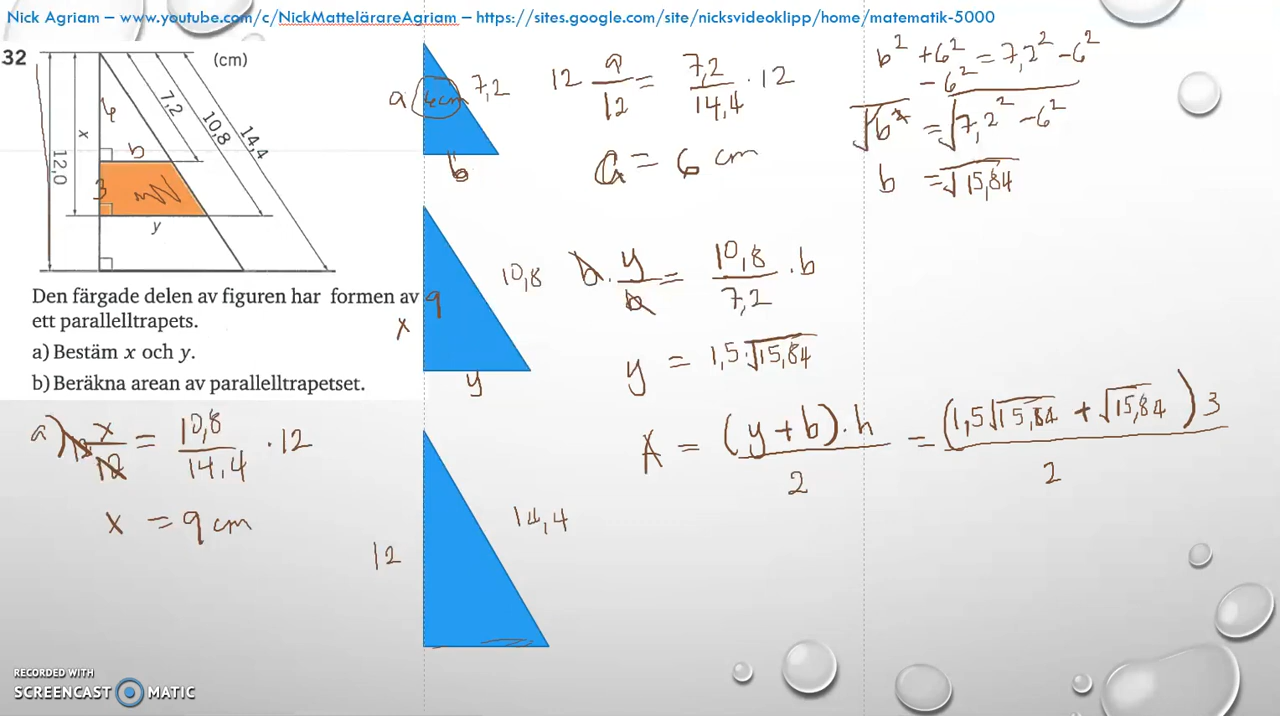 Nick Agriam – www.youtube.com/c/NickMattelärareAgriam – https://sites.google.com/site/nicksvideoklipp/home/matematik-5000
32
(cm)
12,0
x
6
7,2
10,8
14,4
b
3
y
Den färgade delen av figuren har formen av
ett parallelltrapets.
a) Bestäm x och y.
b) Beräkna arean av parallelltrapetset.
a) 12 x/12 = 10,8/14,4 · 12
x = 9 cm
a 6cm 7,2
b
9
x
10,8
y
12
14,4
12 a/12 = 7,2/14,4 · 12
a = 6 cm
b · y/b = 10,8/7,2 · b
y = 1,5 · √15,84
A = (y + b) · h/2 = (1,5√15,84 + √15,84) 3/2
b² + 6² = 7,2² - 6²
- 6²
√b² = √7,2² - 6²
b = √15,84
RECORDED WITH
SCREENCAST MATIC